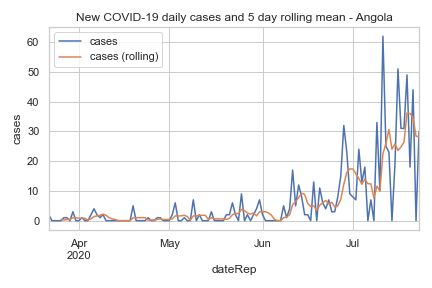 New COVID-19 daily cases and 5 day rolling mean - Angola
cases
cases (rolling)
60
50
40
30
20
10
0
cases
Apr
2020
May
Jun
Jul
dateRep